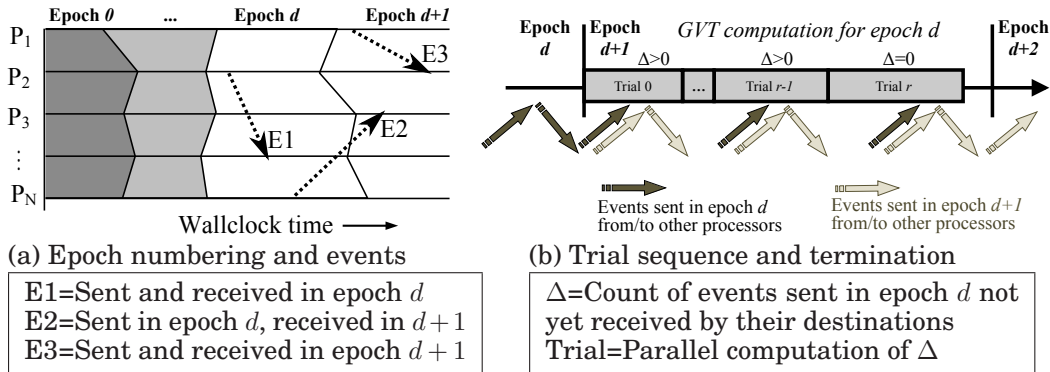 Epoch 0 ... Epoch d Epoch d+1
P1
P2
P3
⋮
PN
E3
E1
E2
Wallclock time
(a) Epoch numbering and events
E1=Sent and received in epoch d
E2=Sent in epoch d, received in d+1
E3=Sent and received in epoch d+1
Epoch d
Epoch d+1
GVT computation for epoch d
Epoch d+2
Δ>0 Δ>0 Δ=0
Trial 0 ... Trial r-1 Trial r
Events sent in epoch d
from/to other processors
Events sent in epoch d+1
from/to other processors
(b) Trial sequence and termination
Δ=Count of events sent in epoch d not
yet received by their destinations
Trial=Parallel computation of Δ